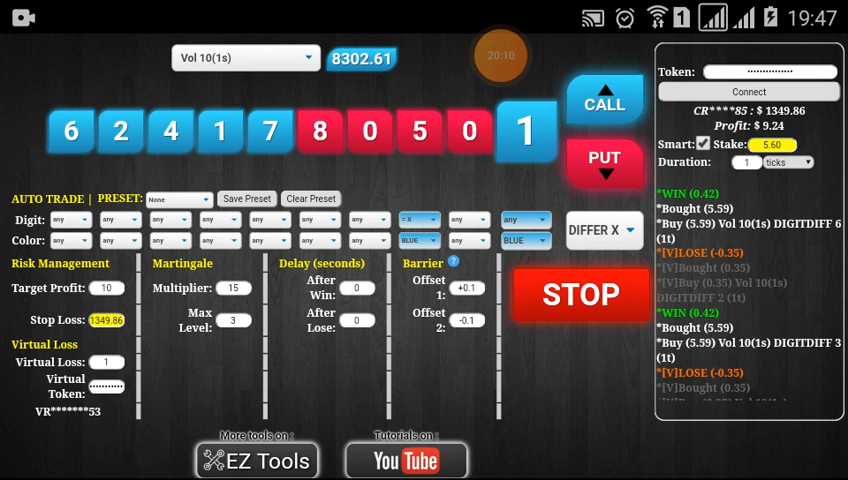 1 19:47
Vol 10(1s) 8302.61 20:10
6 2 4 1 7 8 0 5 0 1
CALL
PUT
AUTO TRADE | PRESET: None Save Preset Clear Preset
Digit: any any any any any any any = X any any
Color: any any any any any any any BLUE any BLUE
DIFFER X
Risk Management
Target Profit: 10
Stop Loss: 1349.86
Virtual Loss
Virtual Loss: 1
Virtual
Token: •••••••••••
VR*******53
Martingale
Multiplier: 15
Max
Level: 3
Delay (seconds)
After
Win: 0
After
Lose: 0
Barrier ?
Offset
1: +0.1
Offset
2: -0.1
STOP
More tools on :
EZ Tools
Tutorials on :
YouTube
Token: •••••••••••••••
Connect
CR****85 : $ 1349.86
Profit: $ 9.24
Smart: Stake: 5.60
Duration: 1 ticks
*WIN (0.42)
*Bought (5.59)
*Buy (5.59) Vol 10(1s) DIGITDIFF 6
(1t)
*[V]LOSE (-0.35)
*[V]Bought (0.35)
*[V]Buy (0.35) Vol 10(1s)
DIGITDIFF 2 (1t)
*WIN (0.42)
*Bought (5.59)
*Buy (5.59) Vol 10(1s) DIGITDIFF 3
(1t)
*[V]LOSE (-0.35)
*[V]Bought (0.35)